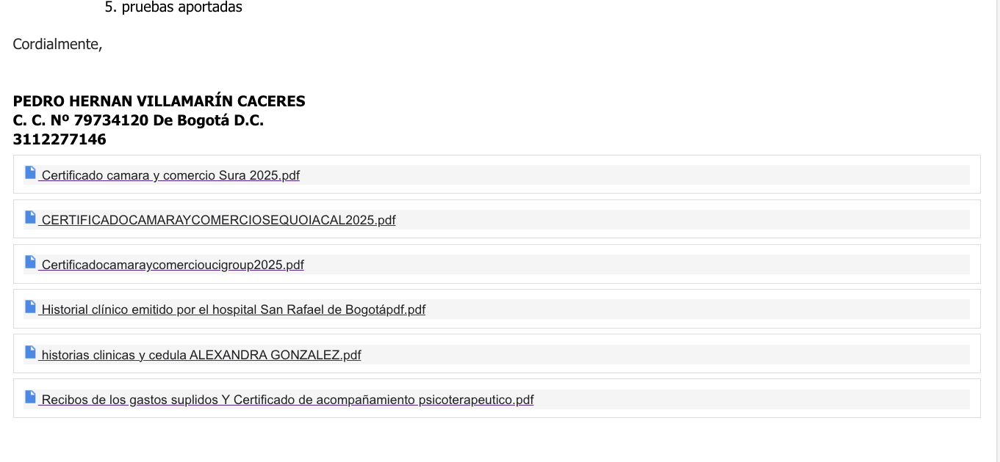 5. pruebas aportadas
Cordialmente,
PEDRO HERNAN VILLAMARÍN CACERES
C. C. Nº 79734120 De Bogotá D.C.
3112277146
Certificado camara y comercio Sura 2025.pdf
CERTIFICADOCAMARAYCOMERCIOSEQUOIACAL2025.pdf
Certificadocamaraycomercioucigroup2025.pdf
Historial clínico emitido por el hospital San Rafael de Bogotápdf.pdf
historias clinicas y cedula ALEXANDRA GONZALEZ.pdf
Recibos de los gastos suplidos Y Certificado de acompañamiento psicoterapeutico.pdf